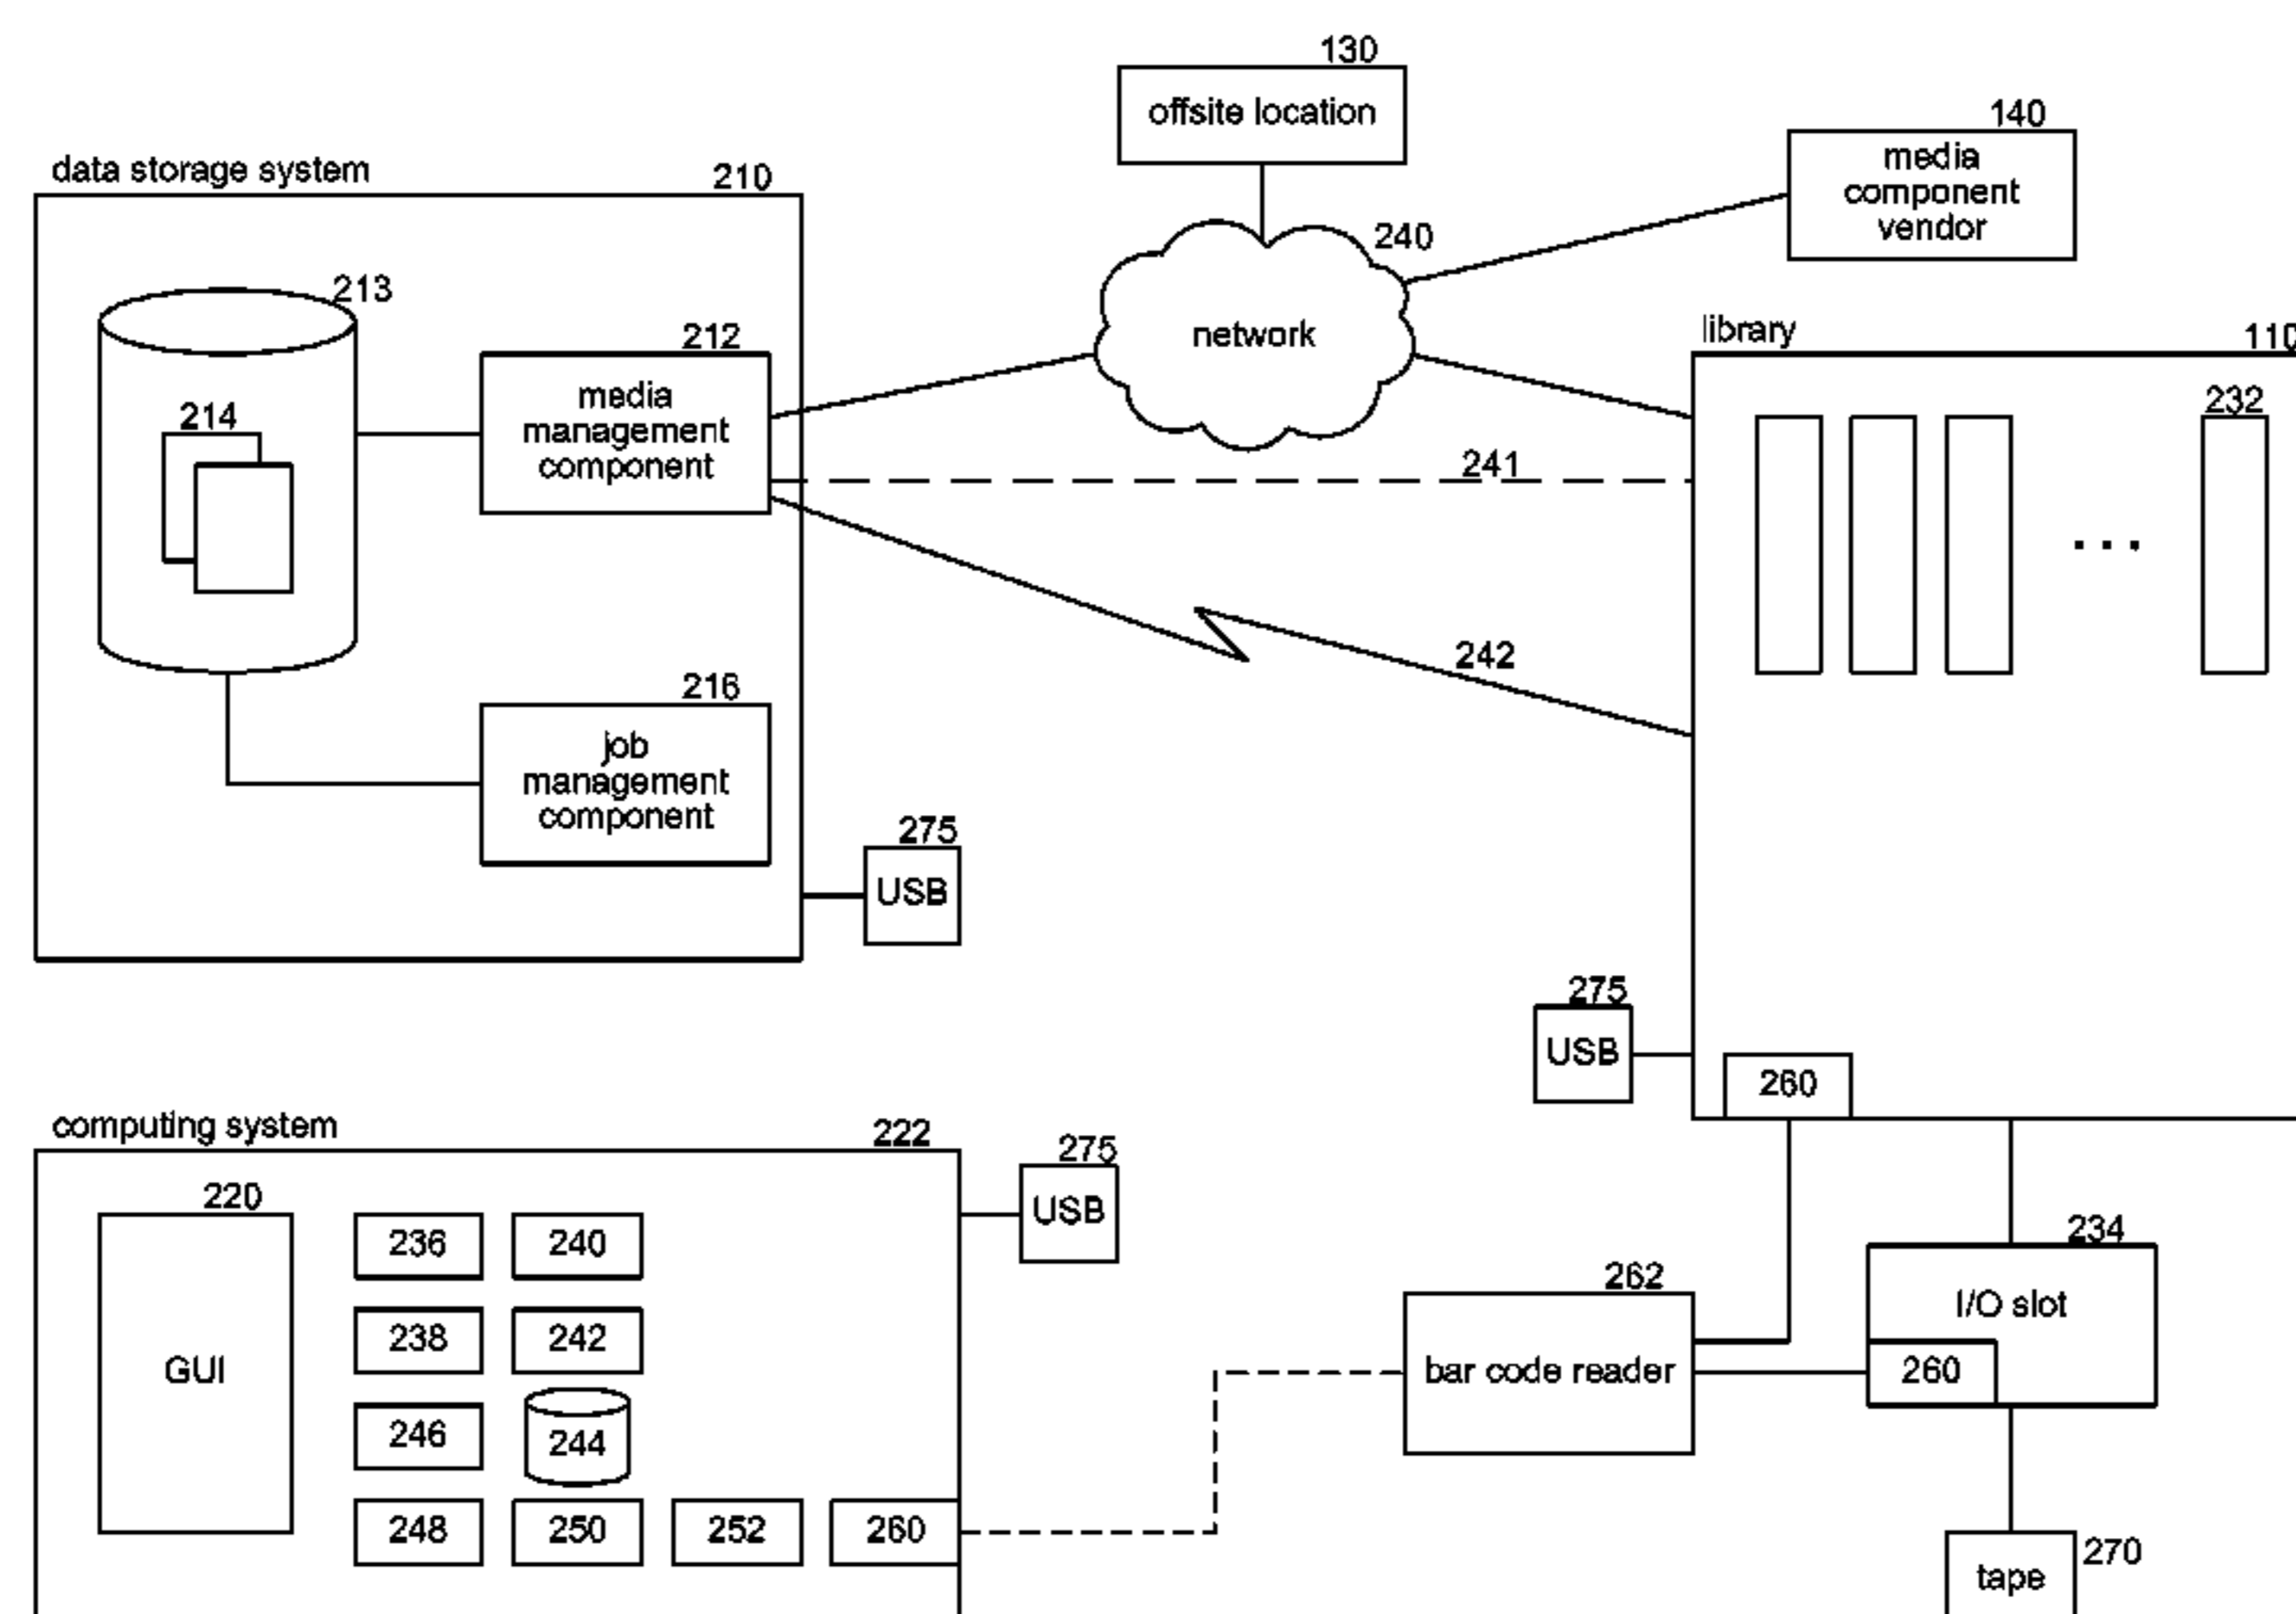 130
offsite location
140
media
component
vendor
data storage system
210
213
214
212
media
management
component
216
job
management
component
275
USB
240
network
241
242
library
110
232
. . .
275
USB
260
computing system
222
220
GUI
236
240
238
242
246
244
248
250
252
260
275
USB
262
bar code reader
234
I/O slot
260
270
tape